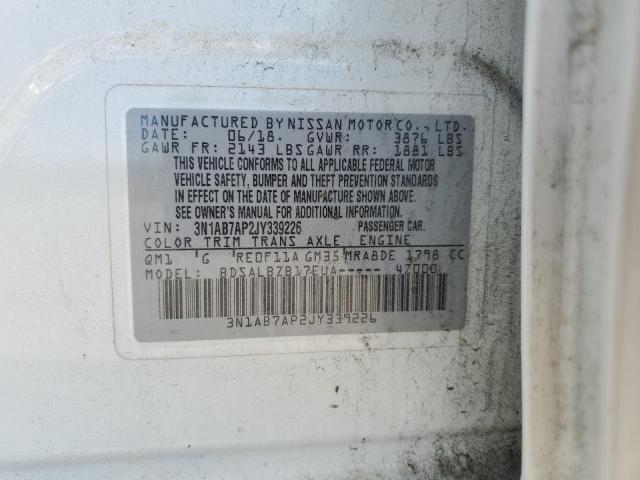 MANUFACTURED BY NISSAN MOTOR CO., LTD.
DATE: 06/18. GVWR: 3876 LBS
GAWR FR: 2143 LBS GAWR RR: 1881 LBS
THIS VEHICLE CONFORMS TO ALL APPLICABLE FEDERAL MOTOR
VEHICLE SAFETY, BUMPER AND THEFT PREVENTION STANDARDS
IN EFFECT ON THE DATE OF MANUFACTURE SHOWN ABOVE.
SEE OWNER'S MANUAL FOR ADDITIONAL INFORMATION.
VIN: 3N1AB7AP2JY339226 PASSENGER CAR.
COLOR TRIM TRANS AXLE ENGINE
QM1 G RE0F11A GM35 MRA8DE 1798 CC
MODEL: BDSALBZB17EUA----- 47000
3N1AB7AP2JY339226